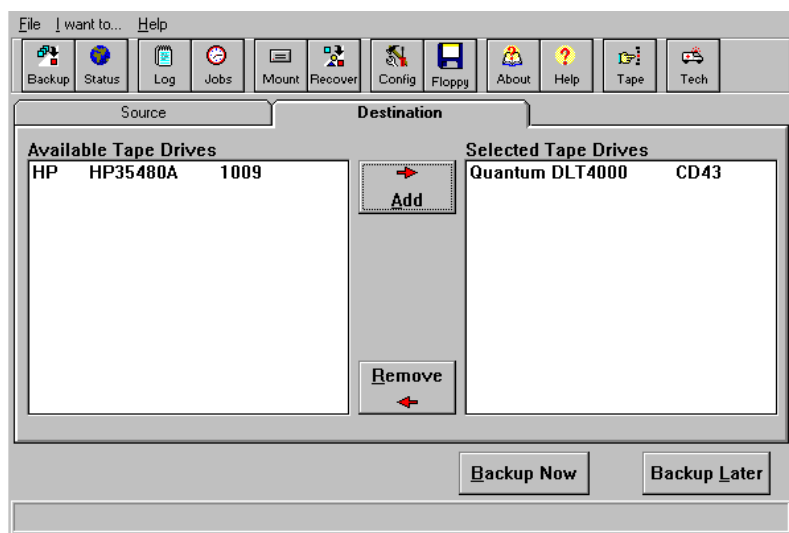 File I want to... Help
Backup Status Log Jobs Mount Recover Config Floppy About Help Tape Tech
Source Destination
Available Tape Drives Selected Tape Drives
HP HP35480A 1009 Quantum DLT4000 CD43
Add
Remove
Backup Now Backup Later